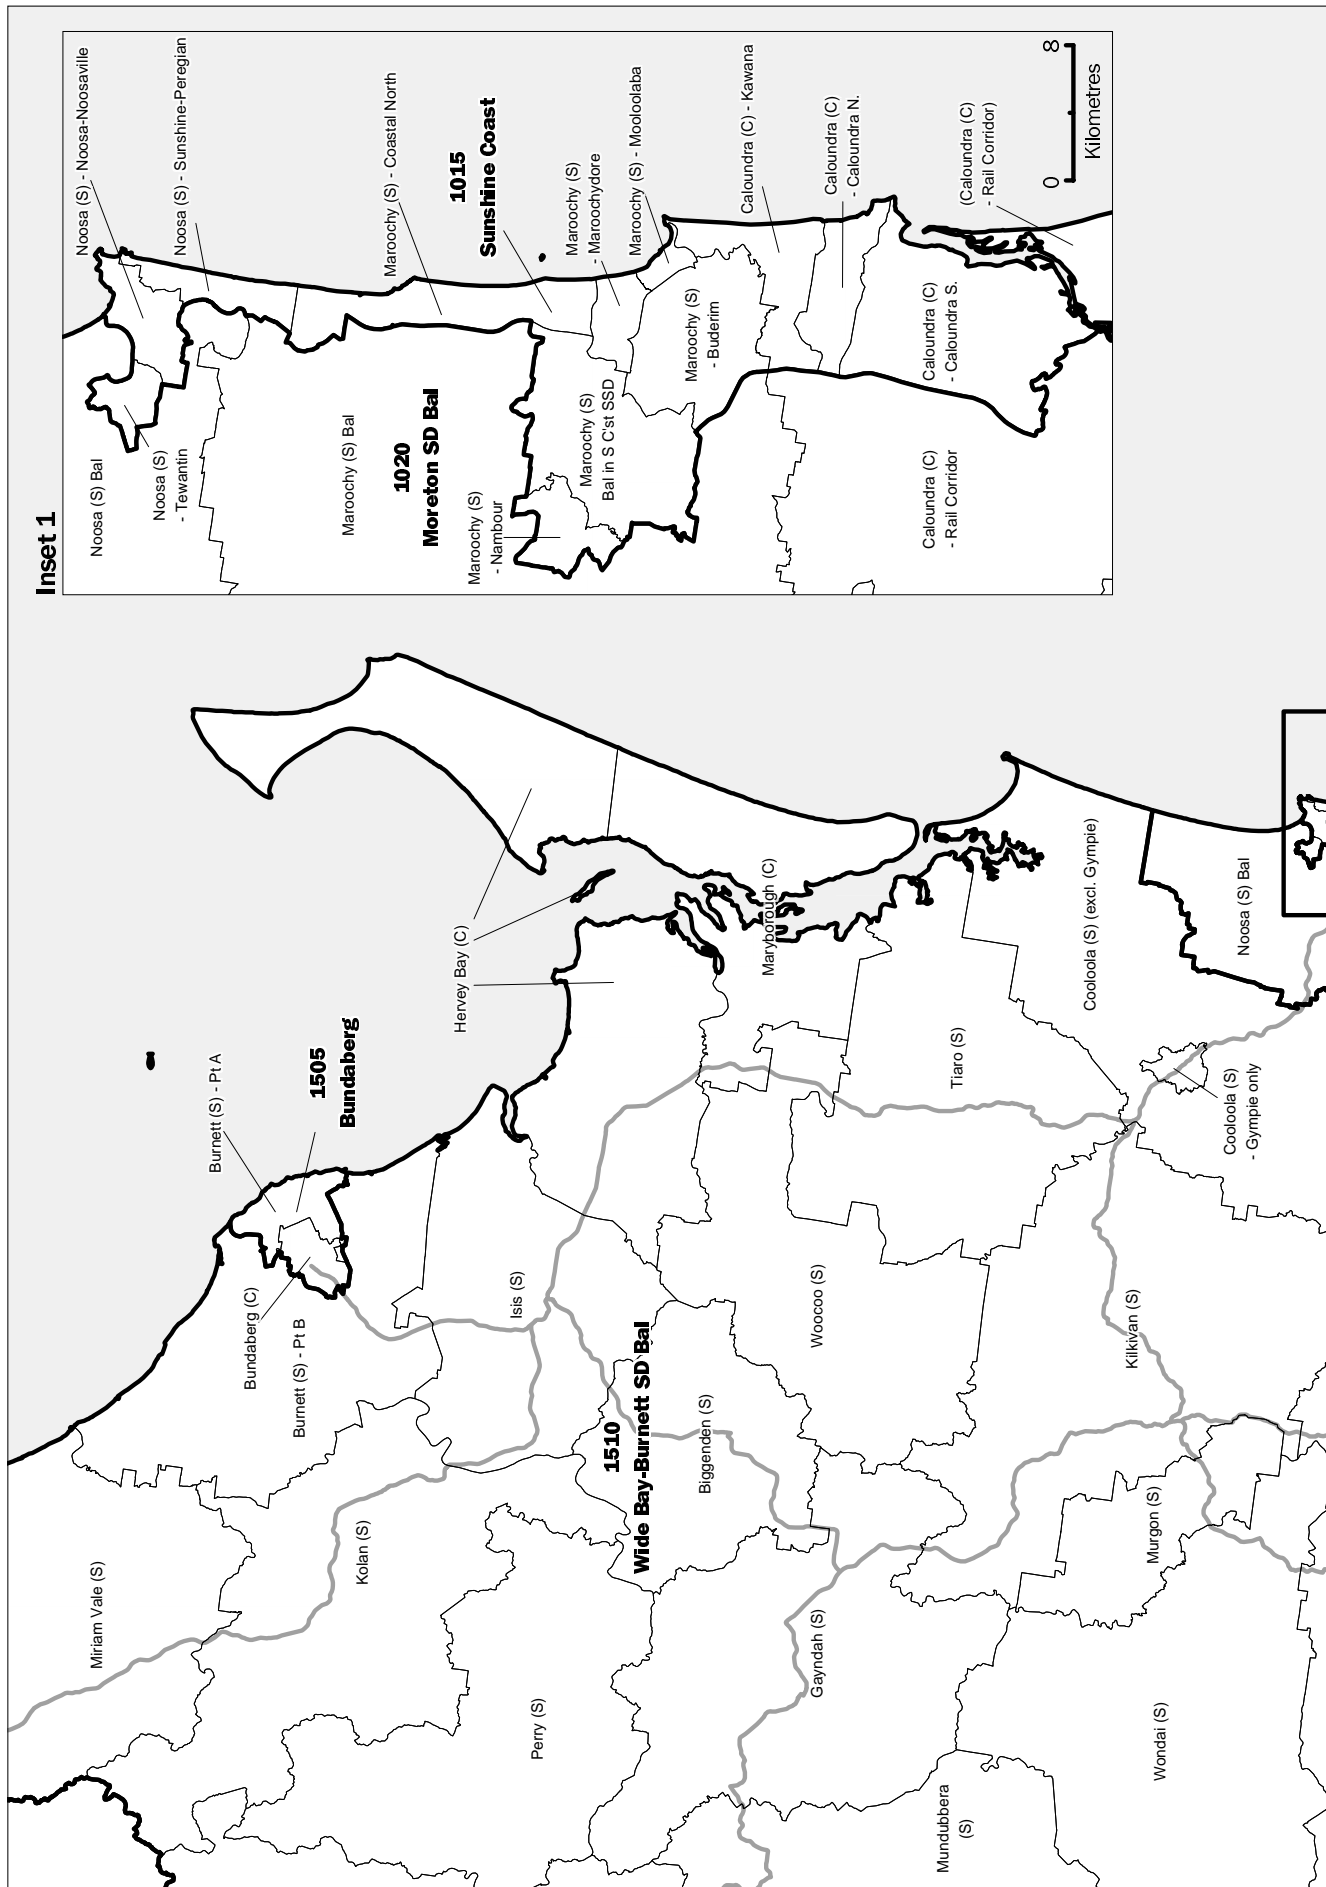 Inset 1
Noosa (S) - Noosa-Noosaville
Noosa (S) - Sunshine-Peregian
Maroochy (S) - Coastal North
1015
Sunshine Coast
Maroochy (S)
- Maroochydore
Maroochy (S) - Mooloolaba
Caloundra (C) - Kawana
Caloundra (C)
- Caloundra N.
(Caloundra (C)
- Rail Corridor)
0
8
Kilometres
Noosa (S) Bal
Noosa (S)
- Tewantin
Maroochy (S) Bal
1020
Moreton SD Bal
Maroochy (S)
- Nambour
Maroochy (S)
Bal in S C'st SSD
Maroochy (S)
- Buderim
Caloundra (C)
- Caloundra S.
Caloundra (C)
- Rail Corridor
Hervey Bay (C)
Burnett (S) - Pt A
1505
Bundaberg
Bundaberg (C)
Burnett (S) - Pt B
Maryborough (C)
Cooloola (S) (excl. Gympie)
Noosa (S) Bal
Tiaro (S)
Cooloola (S)
- Gympie only
Isis (S)
Woocoo (S)
Kilkivan (S)
1510
Wide Bay-Burnett SD Bal
Biggenden (S)
Miriam Vale (S)
Kolan (S)
Murgon (S)
Perry (S)
Gayndah (S)
Wondai (S)
Mundubbera
(S)